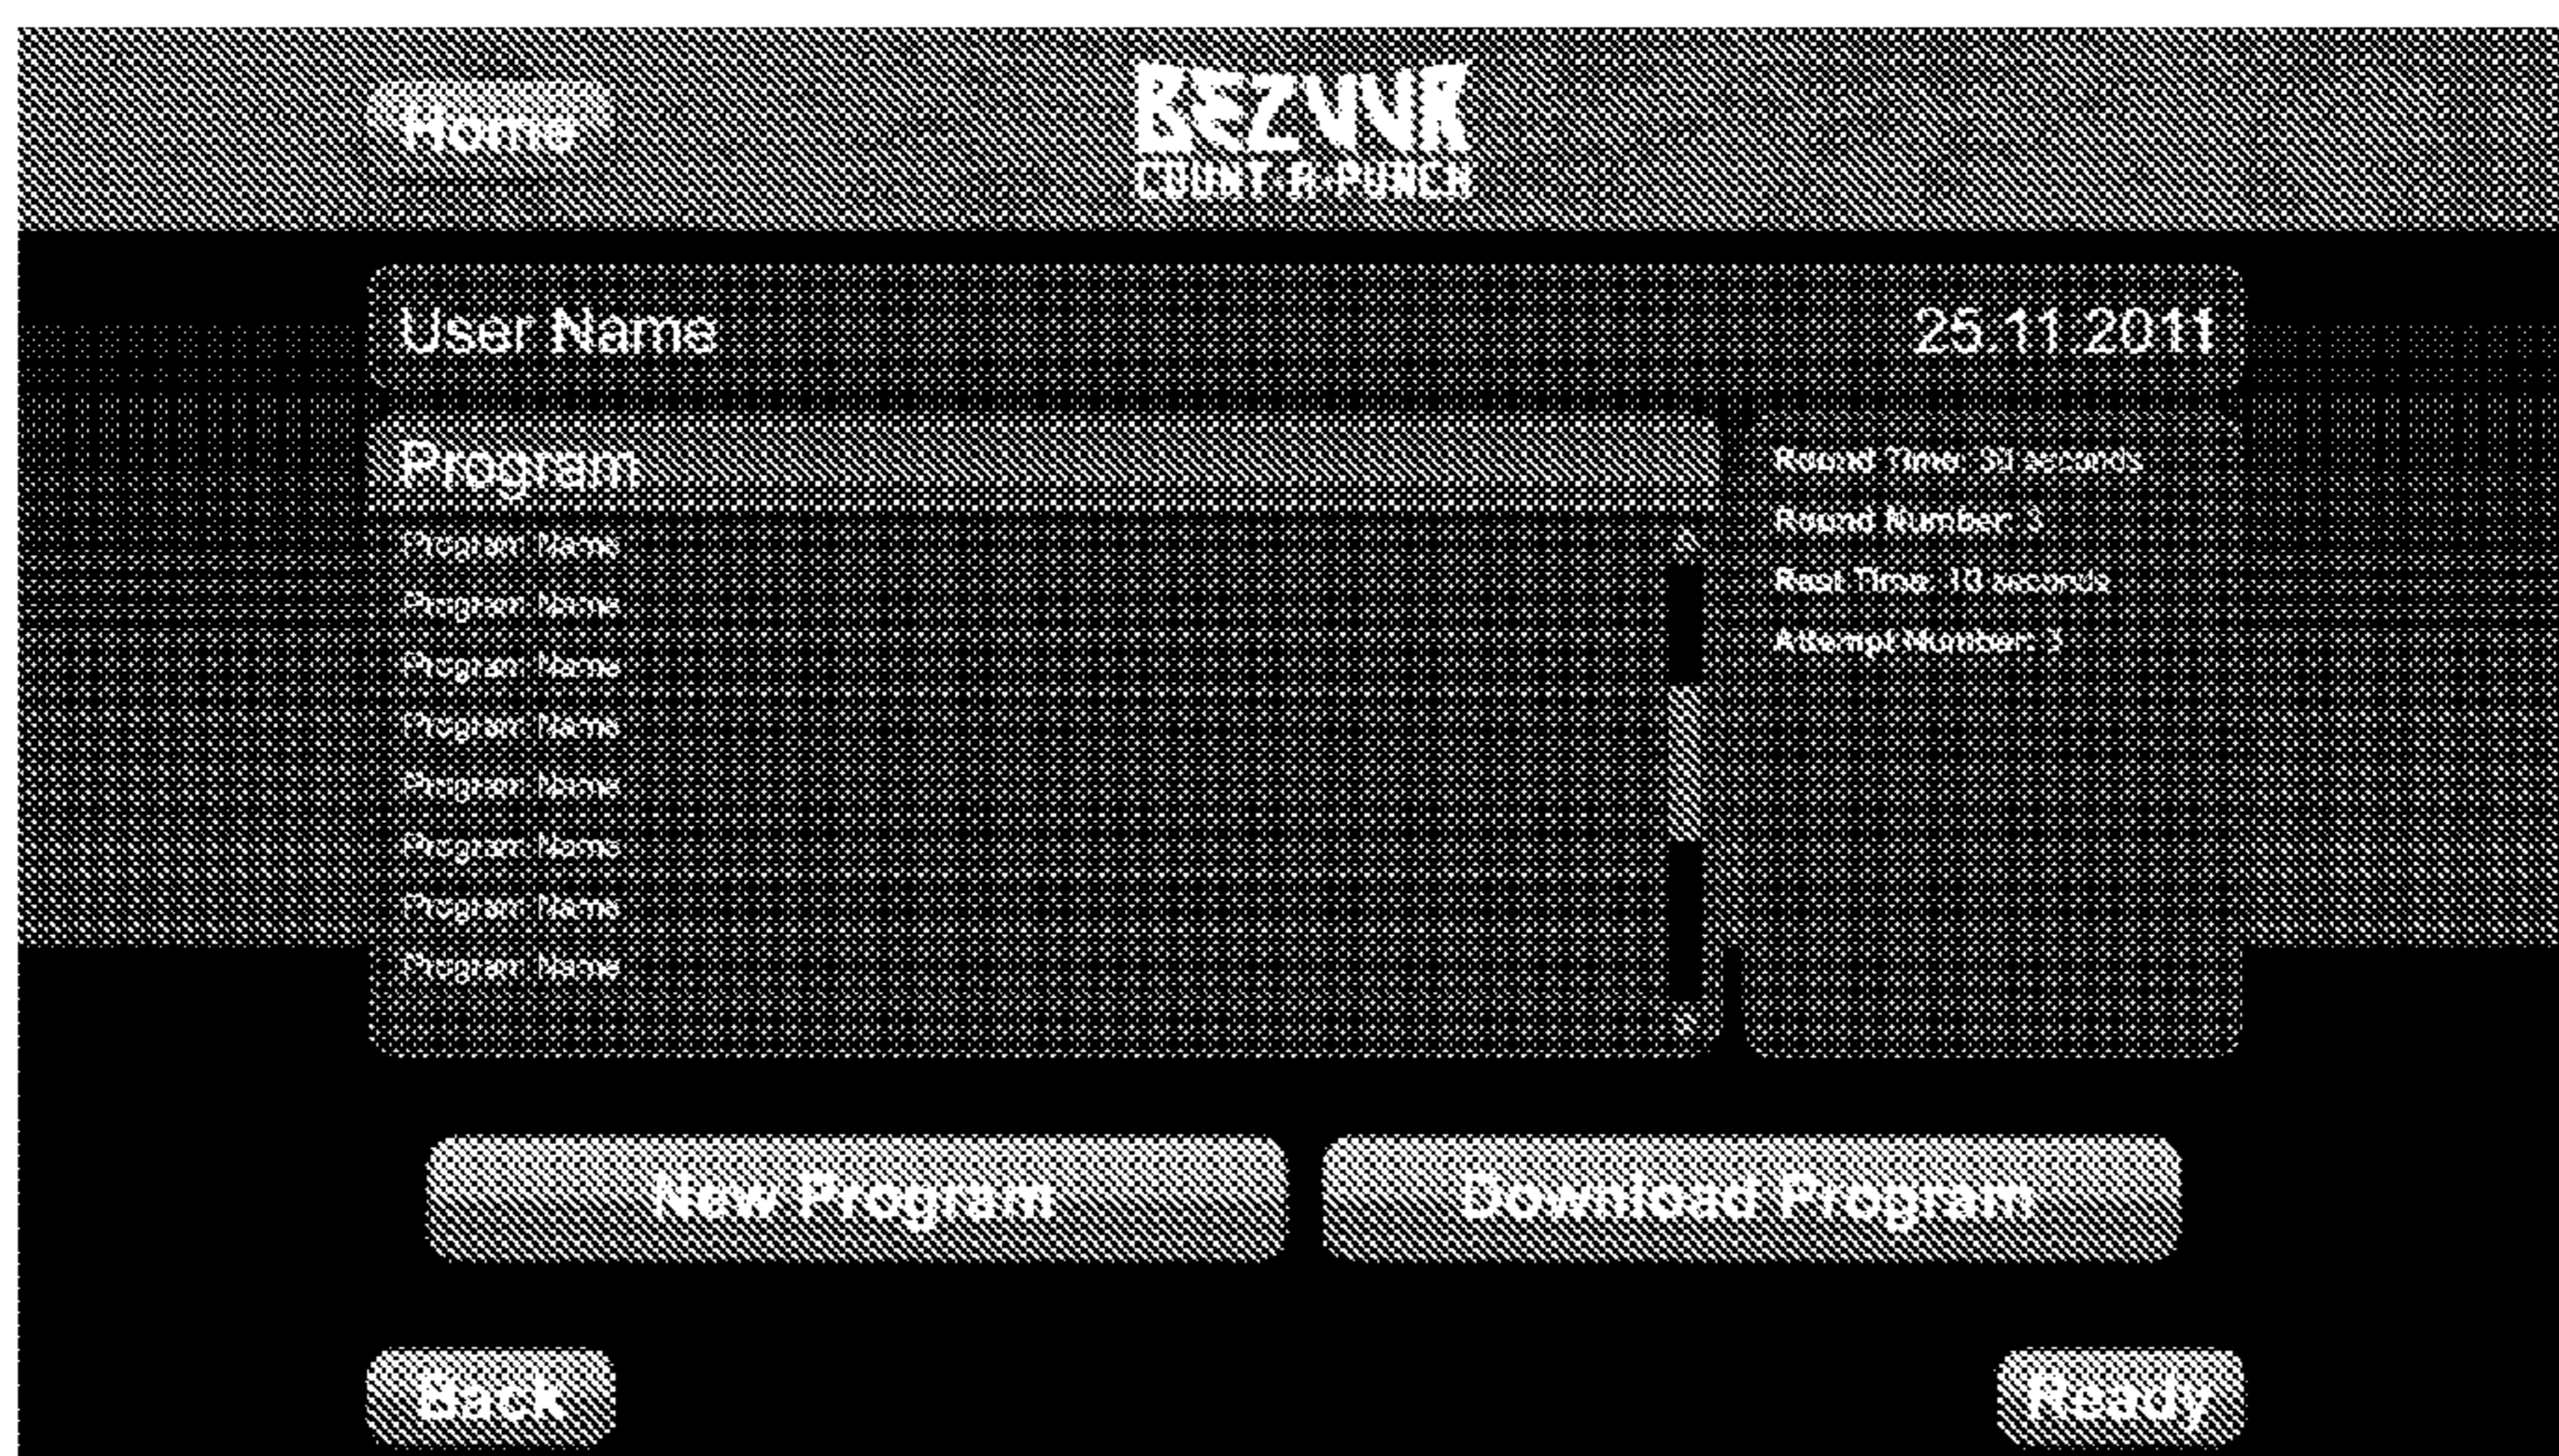 Home
BEZVVR
COUNT-A-PUNCH
User Name
25.11.2011
Program
Program Name
Program Name
Program Name
Program Name
Program Name
Program Name
Program Name
Program Name
Round Time: 30 seconds
Round Number: 3
Rest Time: 10 seconds
Attempt Number: 3
New Program
Download Program
Back
Ready